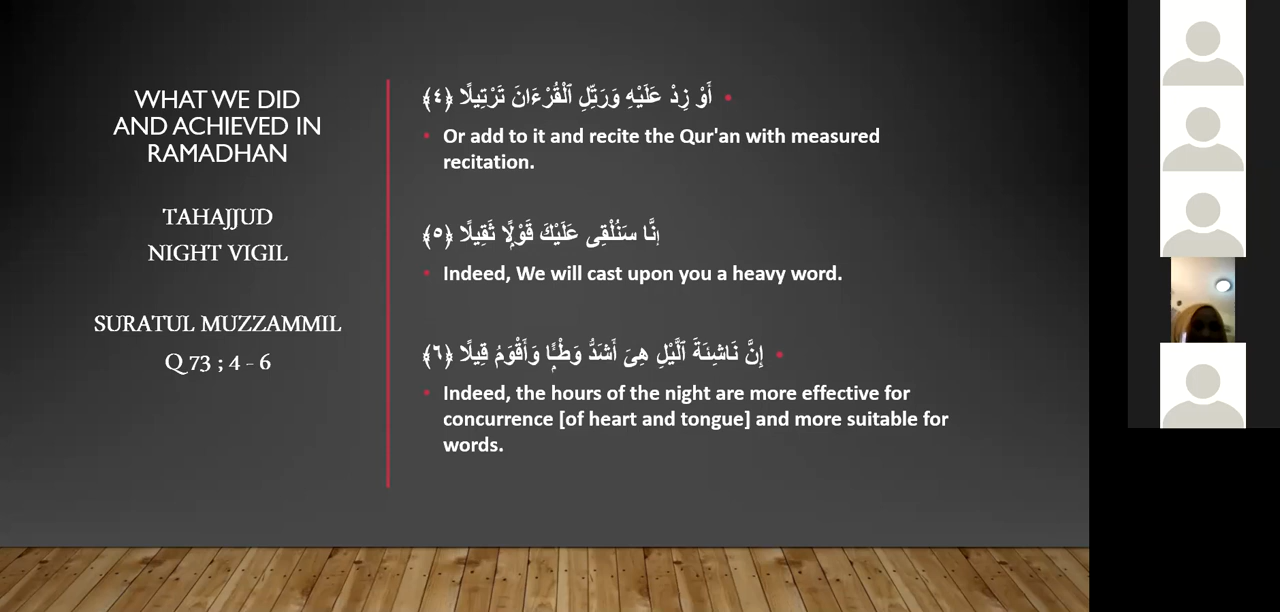 WHAT WE DID
AND ACHIEVED IN
RAMADHAN
TAHAJJUD
NIGHT VIGIL
SURATUL MUZZAMMIL
Q 73 ; 4 - 6
أَوْ زِدْ عَلَيْهِ وَرَتِّلِ ٱلْقُرْءَانَ تَرْتِيلًا ﴿٤﴾
Or add to it and recite the Qur'an with measured
recitation.
إِنَّا سَنُلْقِى عَلَيْكَ قَوْلًۭا ثَقِيلًا ﴿٥﴾
Indeed, We will cast upon you a heavy word.
إِنَّ نَاشِئَةَ ٱلَّيْلِ هِىَ أَشَدُّ وَطْـًۭٔا وَأَقْوَمُ قِيلًا ﴿٦﴾
Indeed, the hours of the night are more effective for
concurrence [of heart and tongue] and more suitable for
words.